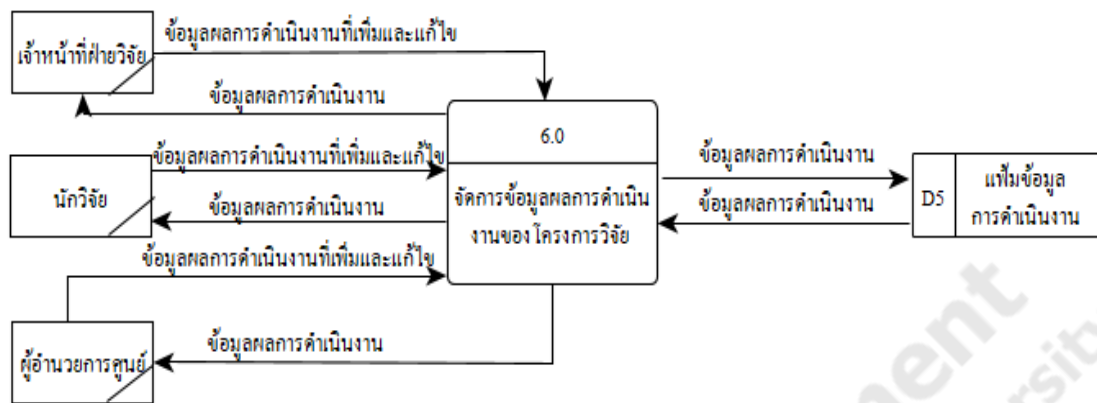 ข้อมูลผลการดำเนินงานที่เพิ่มและแก้ไข
เจ้าหน้าที่ฝ่ายวิจัย
ข้อมูลผลการดำเนินงาน
6.0
ข้อมูลผลการดำเนินงานที่เพิ่มและแก้ไข
ข้อมูลผลการดำเนินงาน
นักวิจัย
จัดการข้อมูลผลการดำเนิน
งานของโครงการวิจัย
ข้อมูลผลการดำเนินงาน
ข้อมูลผลการดำเนินงาน
D5
แฟ้มข้อมูล
การดำเนินงาน
ข้อมูลผลการดำเนินงานที่เพิ่มและแก้ไข
ข้อมูลผลการดำเนินงาน
ผู้อำนวยการศูนย์